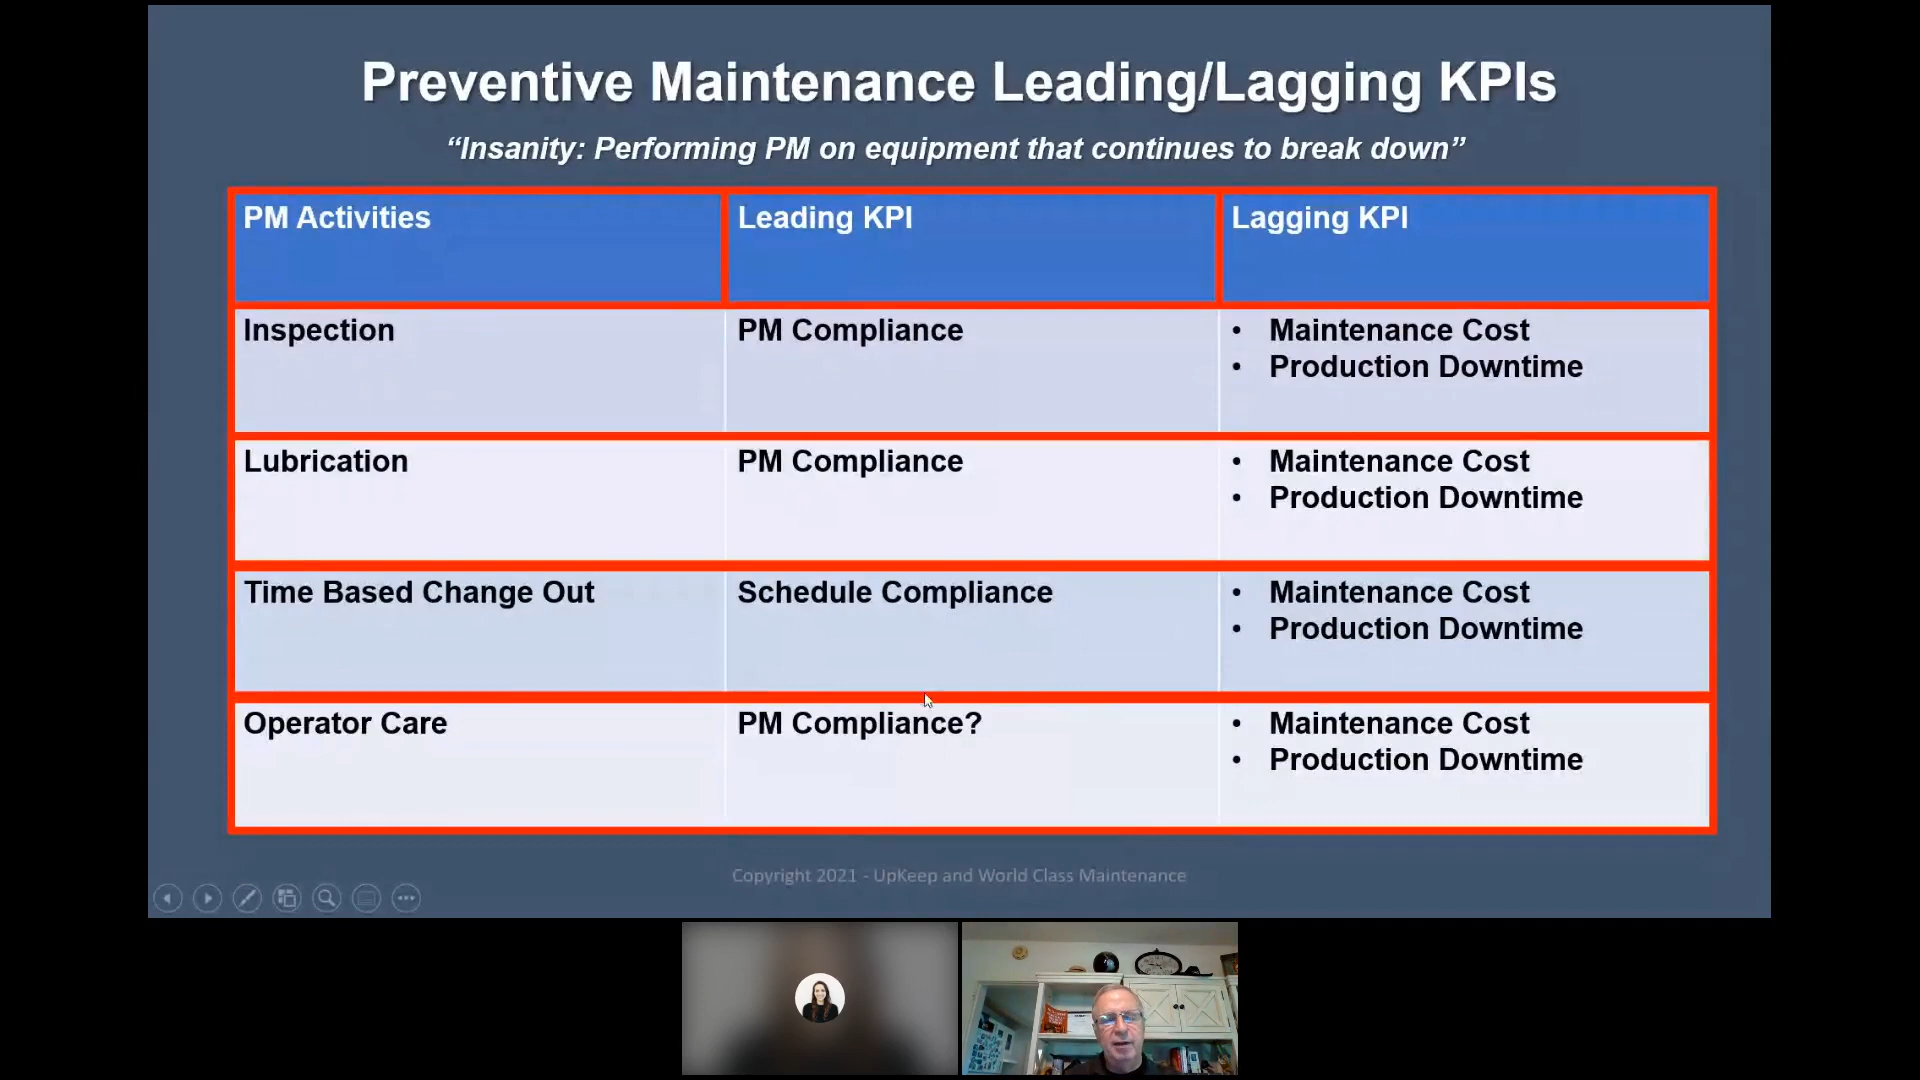 Preventive Maintenance Leading/Lagging KPIs
“Insanity: Performing PM on equipment that continues to break down”
PM Activities
Leading KPI
Lagging KPI
Inspection
PM Compliance
• Maintenance Cost
• Production Downtime
Lubrication
PM Compliance
• Maintenance Cost
• Production Downtime
Time Based Change Out
Schedule Compliance
• Maintenance Cost
• Production Downtime
Operator Care
PM Compliance?
• Maintenance Cost
• Production Downtime
Copyright 2021 - UpKeep and World Class Maintenance